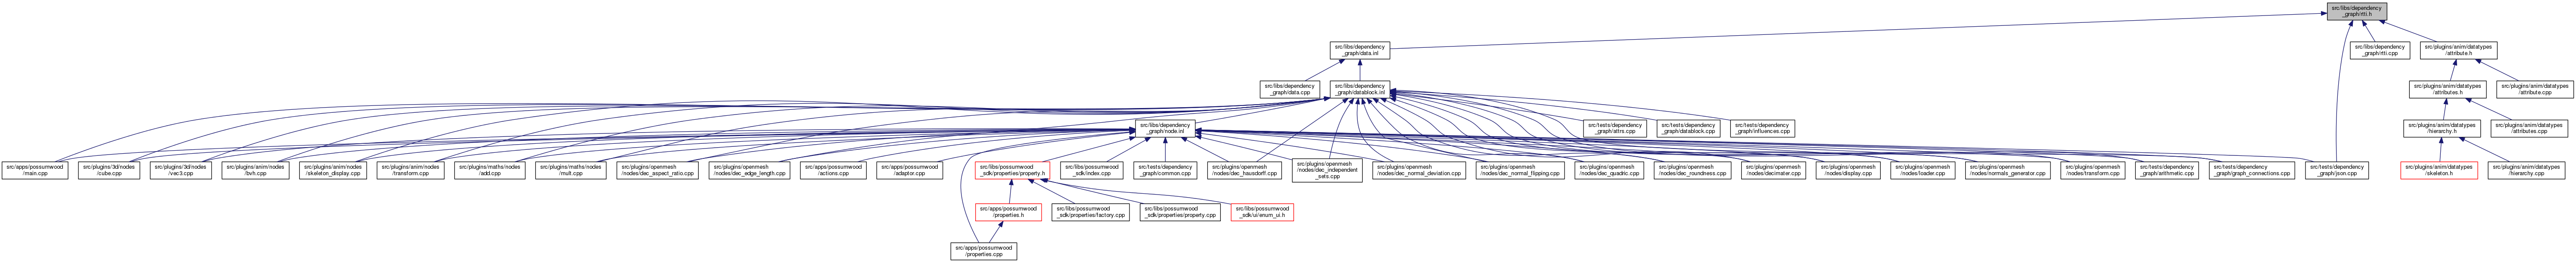 src/libs/dependency
_graph/rtti.h
src/libs/dependency
_graph/data.inl
src/libs/dependency
_graph/rtti.cpp
src/plugins/anim/datatypes
/attribute.h
src/libs/dependency
_graph/data.cpp
src/libs/dependency
_graph/datablock.inl
src/plugins/anim/datatypes
/attributes.h
src/plugins/anim/datatypes
/attribute.cpp
src/libs/dependency
_graph/node.inl
src/tests/dependency
_graph/attrs.cpp
src/tests/dependency
_graph/datablock.cpp
src/tests/dependency
_graph/influences.cpp
src/plugins/anim/datatypes
/hierarchy.h
src/plugins/anim/datatypes
/attributes.cpp
src/apps/possumwood
/main.cpp
src/plugins/3d/nodes
/cube.cpp
src/plugins/3d/nodes
/vec3.cpp
src/plugins/anim/nodes
/bvh.cpp
src/plugins/anim/nodes
/skeleton_display.cpp
src/plugins/anim/nodes
/transform.cpp
src/plugins/maths/nodes
/add.cpp
src/plugins/maths/nodes
/mult.cpp
src/plugins/openmesh
/nodes/dec_aspect_ratio.cpp
src/plugins/openmesh
/nodes/dec_edge_length.cpp
src/apps/possumwood
/actions.cpp
src/apps/possumwood
/adaptor.cpp
src/libs/possumwood
_sdk/properties/property.h
src/libs/possumwood
_sdk/index.cpp
src/tests/dependency
_graph/common.cpp
src/plugins/openmesh
/nodes/dec_hausdorff.cpp
src/plugins/openmesh
/nodes/dec_independent
_sets.cpp
src/plugins/openmesh
/nodes/dec_normal_deviation.cpp
src/plugins/openmesh
/nodes/dec_normal_flipping.cpp
src/plugins/openmesh
/nodes/dec_quadric.cpp
src/plugins/openmesh
/nodes/dec_roundness.cpp
src/plugins/openmesh
/nodes/decimater.cpp
src/plugins/openmesh
/nodes/display.cpp
src/plugins/openmesh
/nodes/loader.cpp
src/plugins/openmesh
/nodes/normals_generator.cpp
src/plugins/openmesh
/nodes/transform.cpp
src/tests/dependency
_graph/arithmetic.cpp
src/tests/dependency
_graph/graph_connections.cpp
src/tests/dependency
_graph/json.cpp
src/plugins/anim/datatypes
/skeleton.h
src/plugins/anim/datatypes
/hierarchy.cpp
src/apps/possumwood
/properties.h
src/libs/possumwood
_sdk/properties/factory.cpp
src/libs/possumwood
_sdk/properties/property.cpp
src/libs/possumwood
_sdk/ui/enum_ui.h
src/apps/possumwood
/properties.cpp